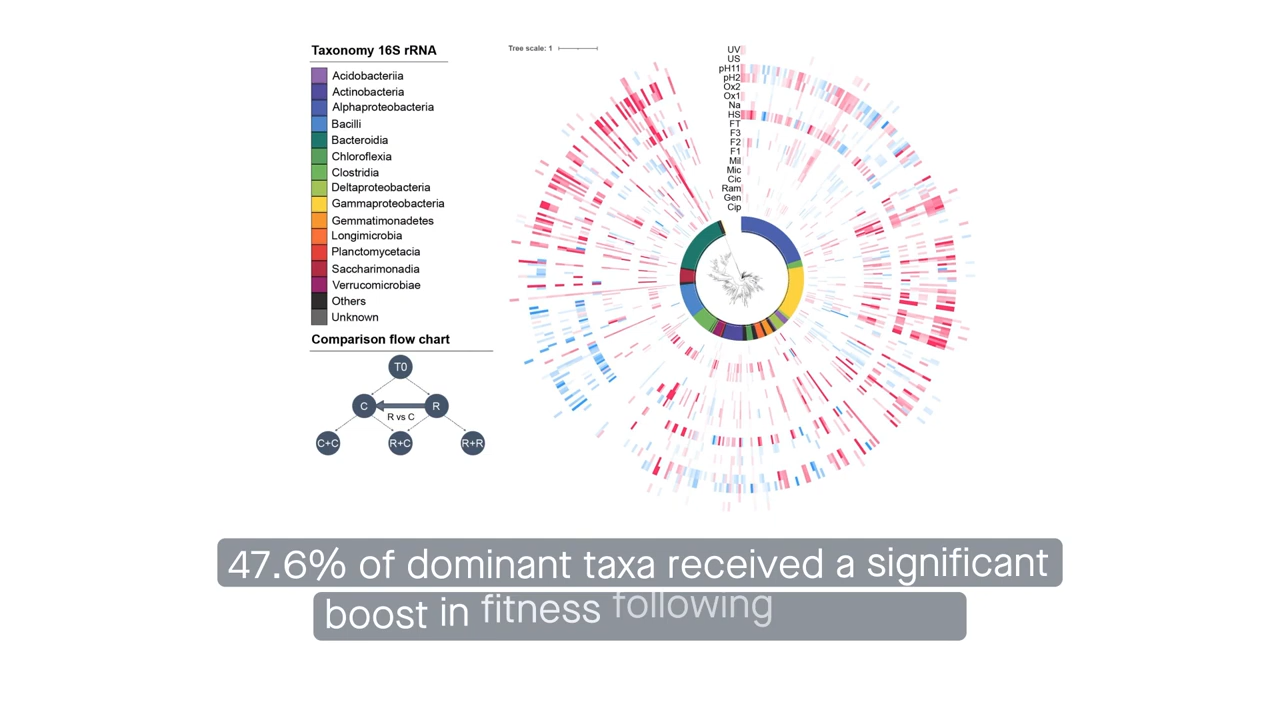 Taxonomy 16S rRNA
Acidobacteriia
Actinobacteria
Alphaproteobacteria
Bacilli
Bacteroidia
Chloroflexia
Clostridia
Deltaproteobacteria
Gammaproteobacteria
Gemmatimonadetes
Longimicrobia
Planctomycetacia
Saccharimonadia
Verrucomicrobiae
Others
Unknown
Comparison flow chart
T0
C
R
R vs C
C+C
R+C
R+R
Tree scale: 1
UV
US
pH11
pH2
Ox2
Ox1
Na
HS
FT
F3
F2
F1
Mil
Mic
Cic
Ram
Gen
Cip
47.6% of dominant taxa received a significant
boost in fitness following